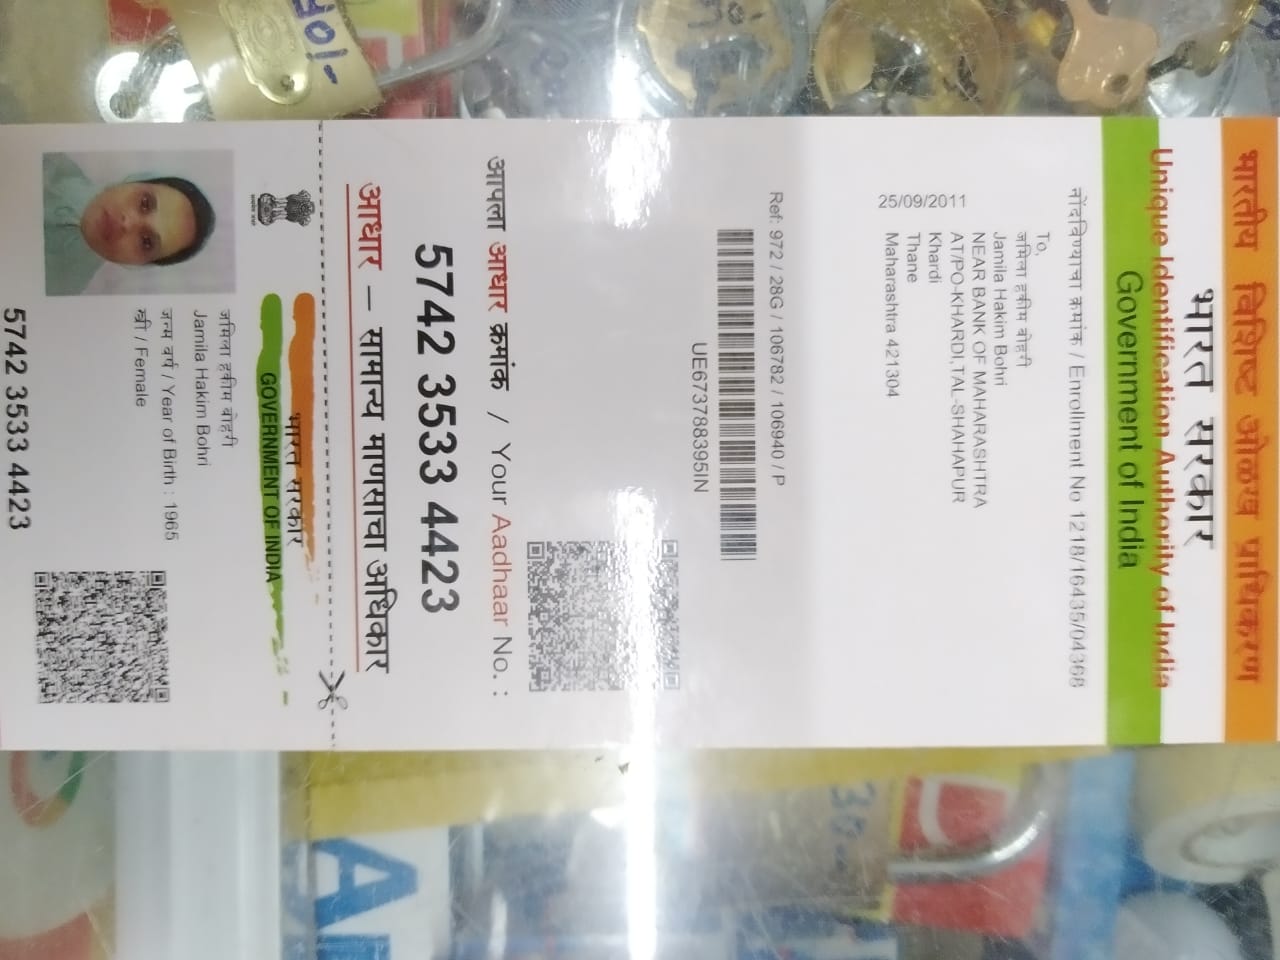 भारतीय विशिष्ट ओळख प्राधिकरण
भारत सरकार
Unique Identification Authority of India
Government of India
नोंदविण्याचा क्रमांक / Enrollment No 1218/16435/04368
To,
जमिला हकीम बोहरी
Jamila Hakim Bohri
NEAR BANK OF MAHARASHTRA
AT/PO-KHARDI,TAL-SHAHAPUR
Khardi
Thane
Maharashtra 421304
25/09/2011
Ref: 972 / 28G / 106782 / 106940 / P
UE673788395IN
आपला आधार क्रमांक / Your Aadhaar No. :
5742 3533 4423
आधार – सामान्य माणसाचा अधिकार
भारत सरकार
GOVERNMENT OF INDIA
जमिला हकीम बोहरी
Jamila Hakim Bohri
जन्म वर्ष / Year of Birth : 1965
स्त्री / Female
5742 3533 4423